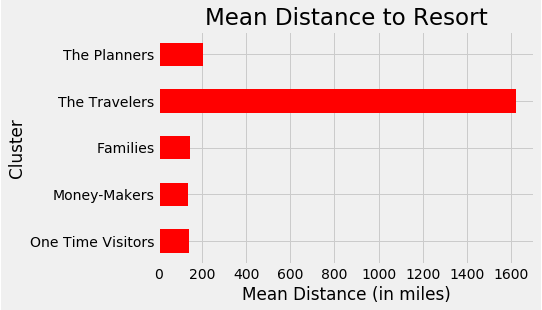 Mean Distance to Resort
The Planners
The Travelers
Families
Money-Makers
One Time Visitors
Cluster
0 200 400 600 800 1000 1200 1400 1600
Mean Distance (in miles)